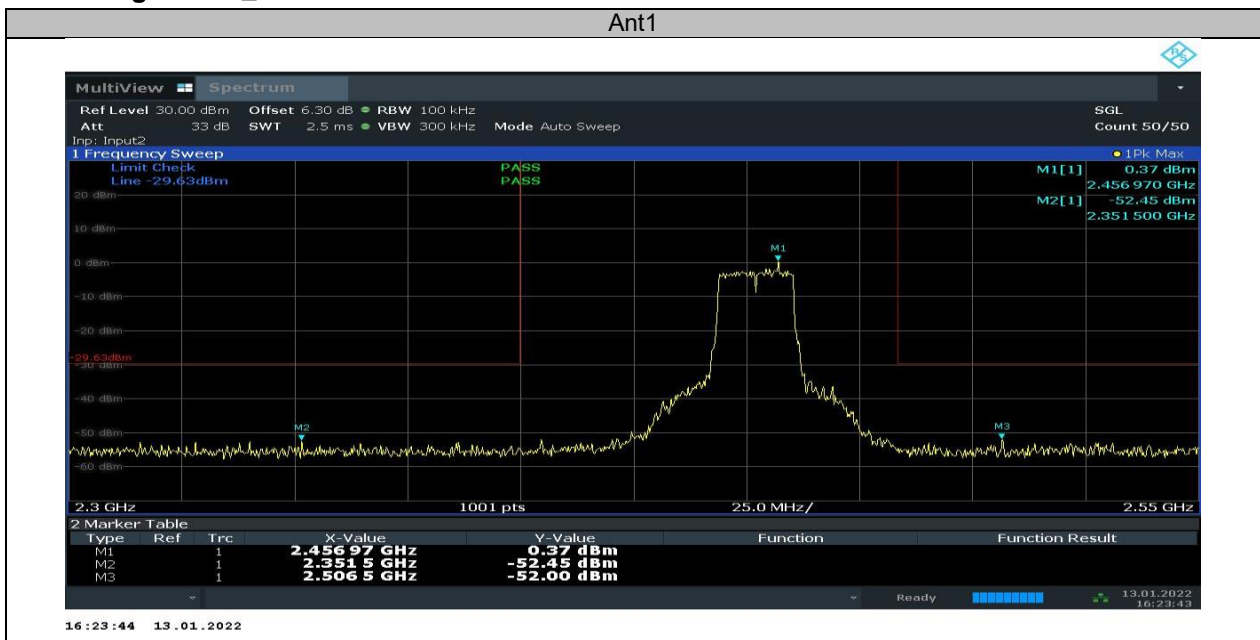 Ant1
R&S
MultiView Spectrum
Ref Level 30.00 dBm Offset 6.30 dB RBW 100 kHz SGL
Att 33 dB SWT 2.5 ms VBW 300 kHz Mode Auto Sweep Count 50/50
Inp: Input2
1 Frequency Sweep 1Pk Max
Limit Check PASS M1[1] 0.37 dBm
Line -29.63dBm PASS 2.456 970 GHz
20 dBm M2[1] -52.45 dBm
2.351 500 GHz
10 dBm
M1
0 dBm
-10 dBm
-20 dBm
-29.63dBm
-30 dBm
-40 dBm
M2 M3
-50 dBm
-60 dBm
2.3 GHz 1001 pts 25.0 MHz/ 2.55 GHz
2 Marker Table
Type Ref Trc X-Value Y-Value Function Function Result
M1 1 2.456 97 GHz 0.37 dBm
M2 1 2.351 5 GHz -52.45 dBm
M3 1 2.506 5 GHz -52.00 dBm
Ready 13.01.2022
16:23:43
16:23:44 13.01.2022